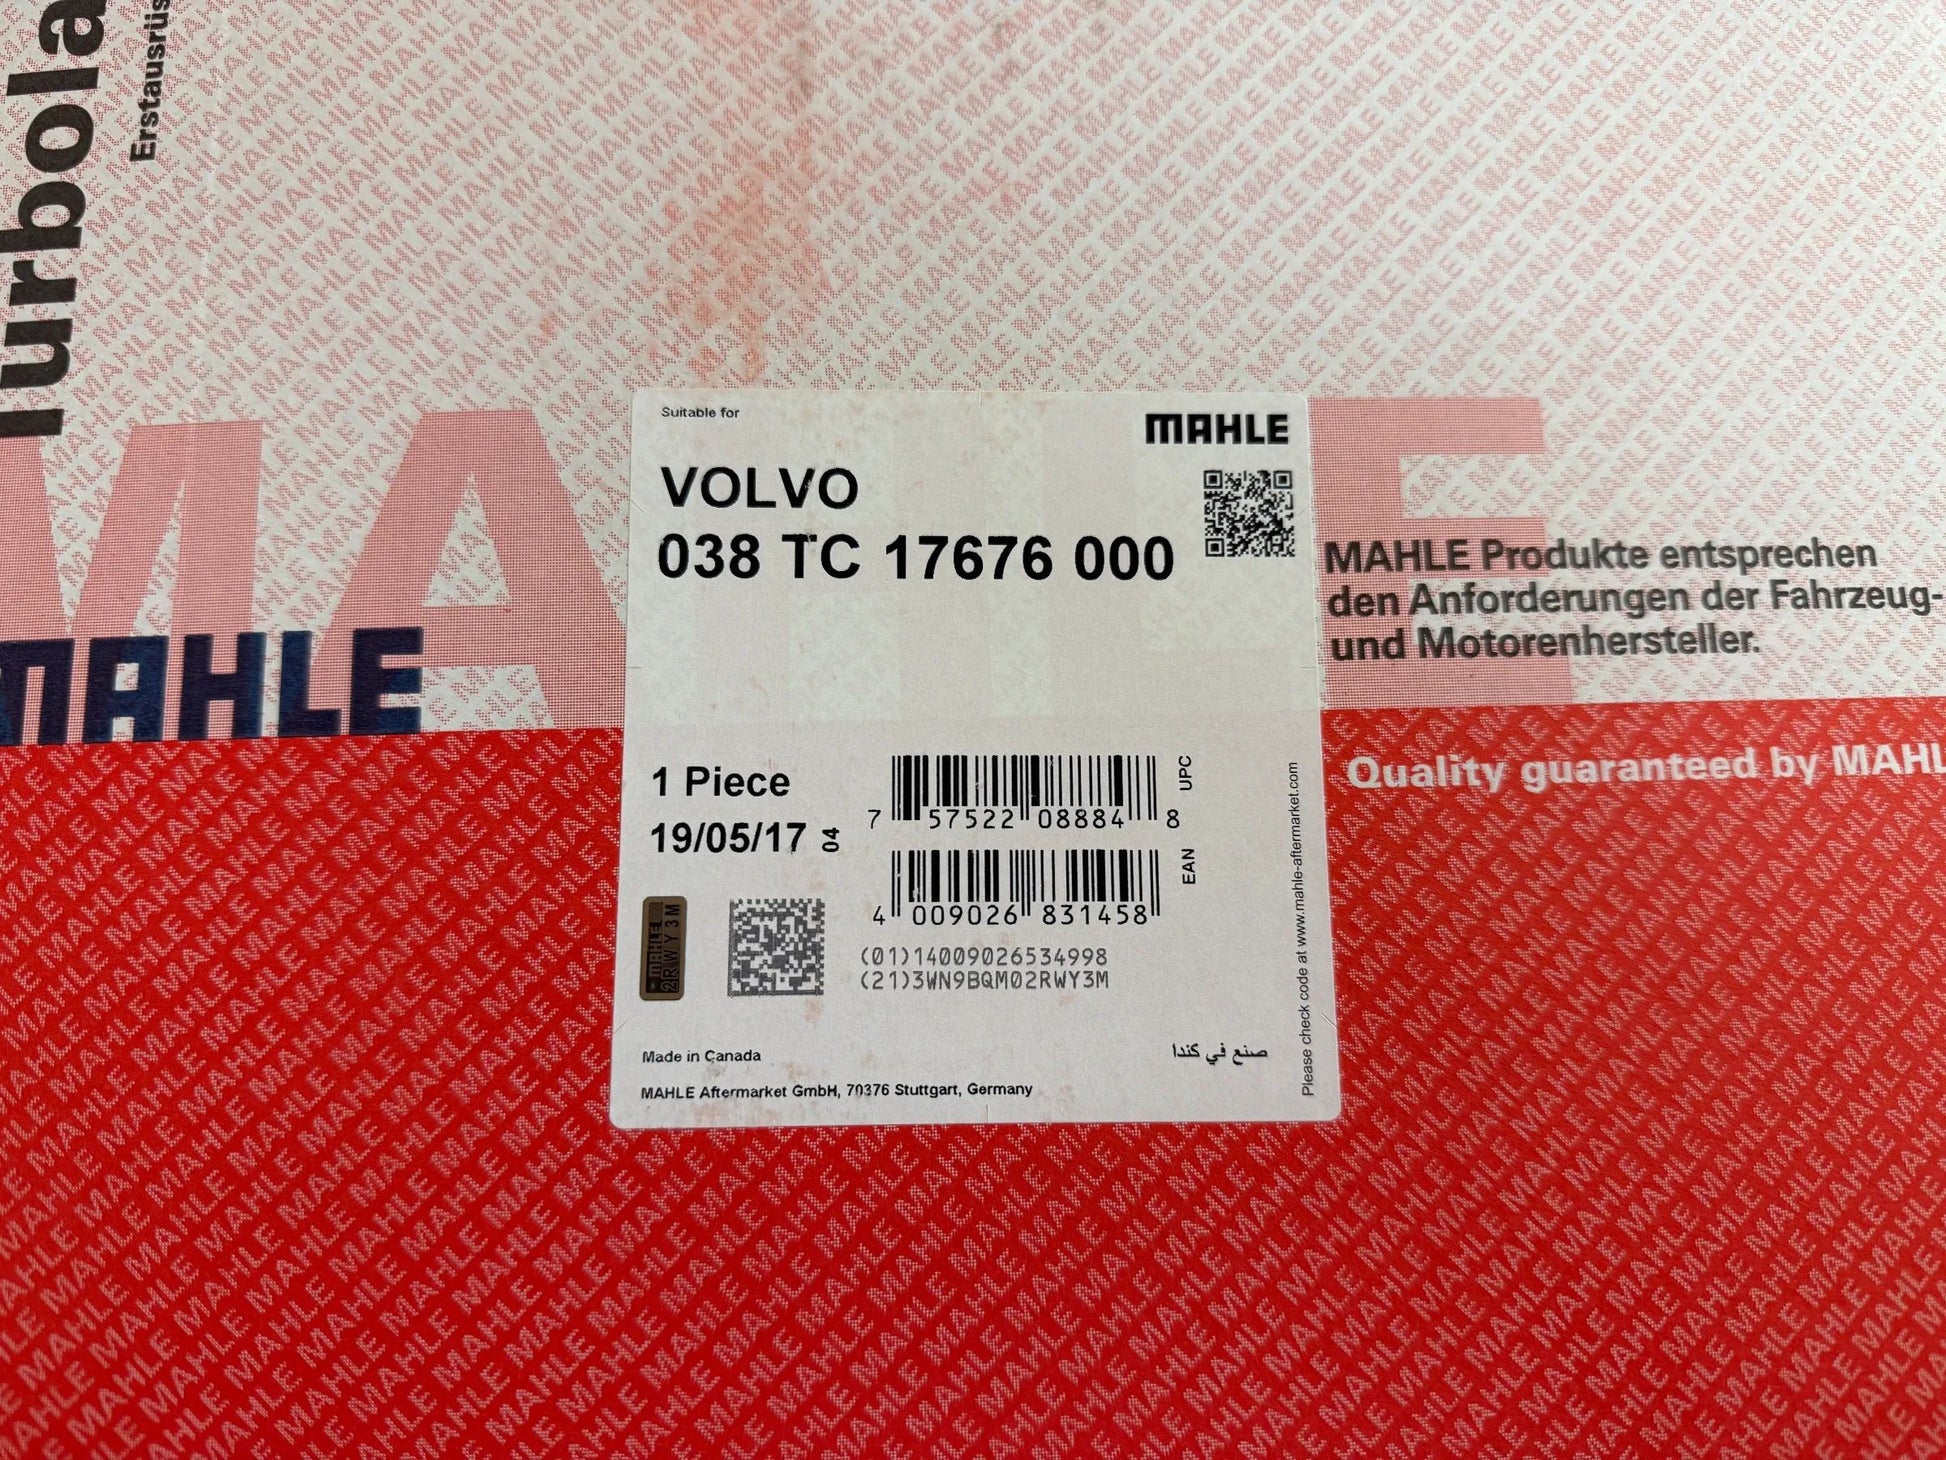 Turbola
Erstausrüs
MAHLE
Suitable for
MAHLE
VOLVO
038 TC 17676 000
MAHLE Produkte entsprechen
den Anforderungen der Fahrzeug-
und Motorenhersteller.
Quality guaranteed by MAHL
1 Piece
19/05/17 04
7 57522 08884 8
UPC
4 009026 831458
EAN
MAHLE
2RWY3M
(01)14009026534998
(21)3WN9BQM02RWY3M
Please check code at www.mahle-aftermarket.com
Made in Canada
صنع في كندا
MAHLE Aftermarket GmbH, 70376 Stuttgart, Germany